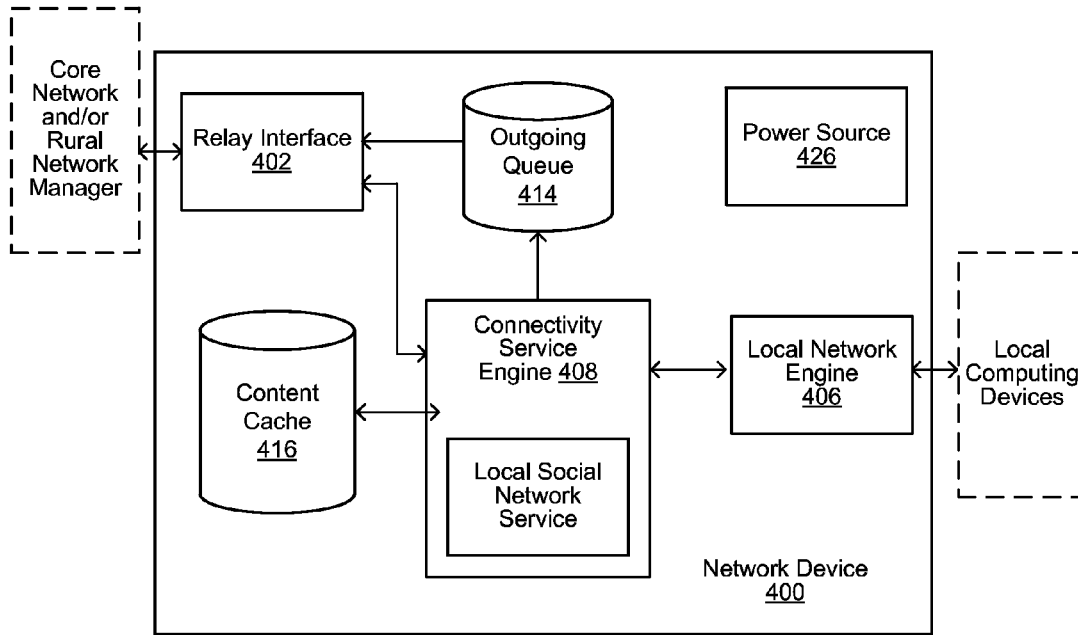 Core
Network
and/or
Rural
Network
Manager
Relay Interface
402
Outgoing
Queue
414
Power Source
426
Content
Cache
416
Connectivity
Service
Engine 408
Local Social
Network
Service
Local Network
Engine
406
Local
Computing
Devices
Network Device
400